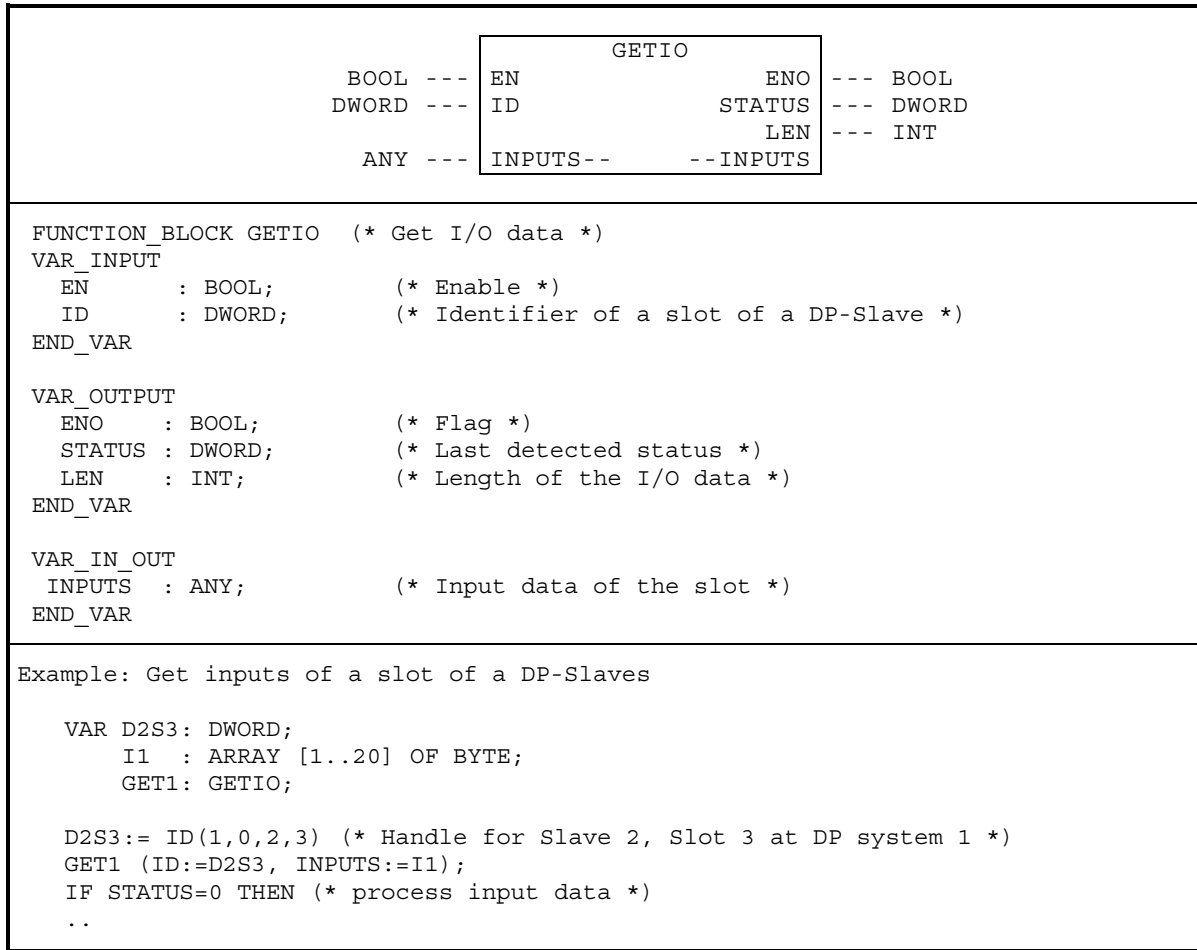 GETIO
BOOL --- EN ENO --- BOOL
DWORD --- ID STATUS --- DWORD
LEN --- INT
ANY --- INPUTS-- --INPUTS
FUNCTION_BLOCK GETIO (* Get I/O data *)
VAR_INPUT
EN : BOOL; (* Enable *)
ID : DWORD; (* Identifier of a slot of a DP-Slave *)
END_VAR
VAR_OUTPUT
ENO : BOOL; (* Flag *)
STATUS : DWORD; (* Last detected status *)
LEN : INT; (* Length of the I/O data *)
END_VAR
VAR_IN_OUT
INPUTS : ANY; (* Input data of the slot *)
END_VAR
Example: Get inputs of a slot of a DP-Slaves
VAR D2S3: DWORD;
I1 : ARRAY [1..20] OF BYTE;
GET1: GETIO;
D2S3:= ID(1,0,2,3) (* Handle for Slave 2, Slot 3 at DP system 1 *)
GET1 (ID:=D2S3, INPUTS:=I1);
IF STATUS=0 THEN (* process input data *)
..